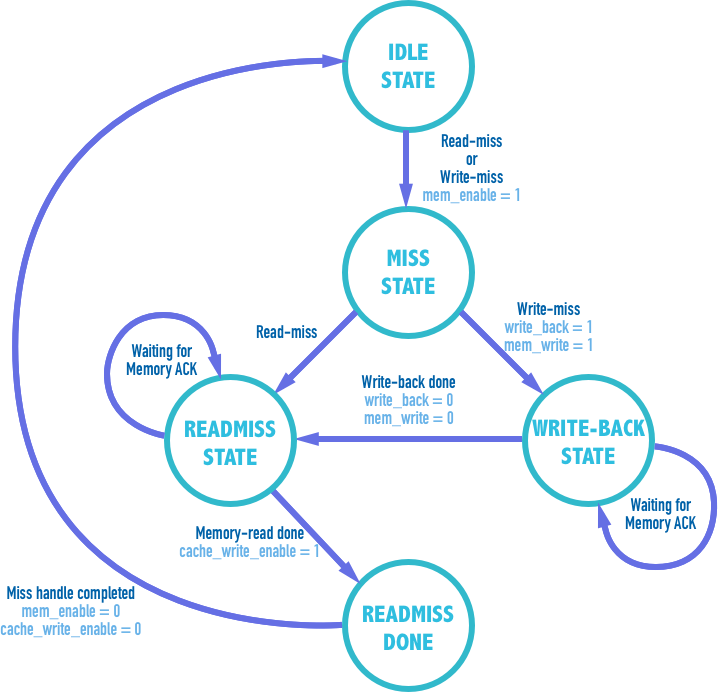 IDLE
STATE
Read-miss
or
Write-miss
mem_enable = 1
MISS
STATE
Write-miss
write_back = 1
mem_write = 1
Read-miss
Waiting for
Memory ACK
Write-back done
write_back = 0
mem_write = 0
READMISS
STATE
WRITE-BACK
STATE
Waiting for
Memory ACK
Memory-read done
cache_write_enable = 1
Miss handle completed
mem_enable = 0
cache_write_enable = 0
READMISS
DONE